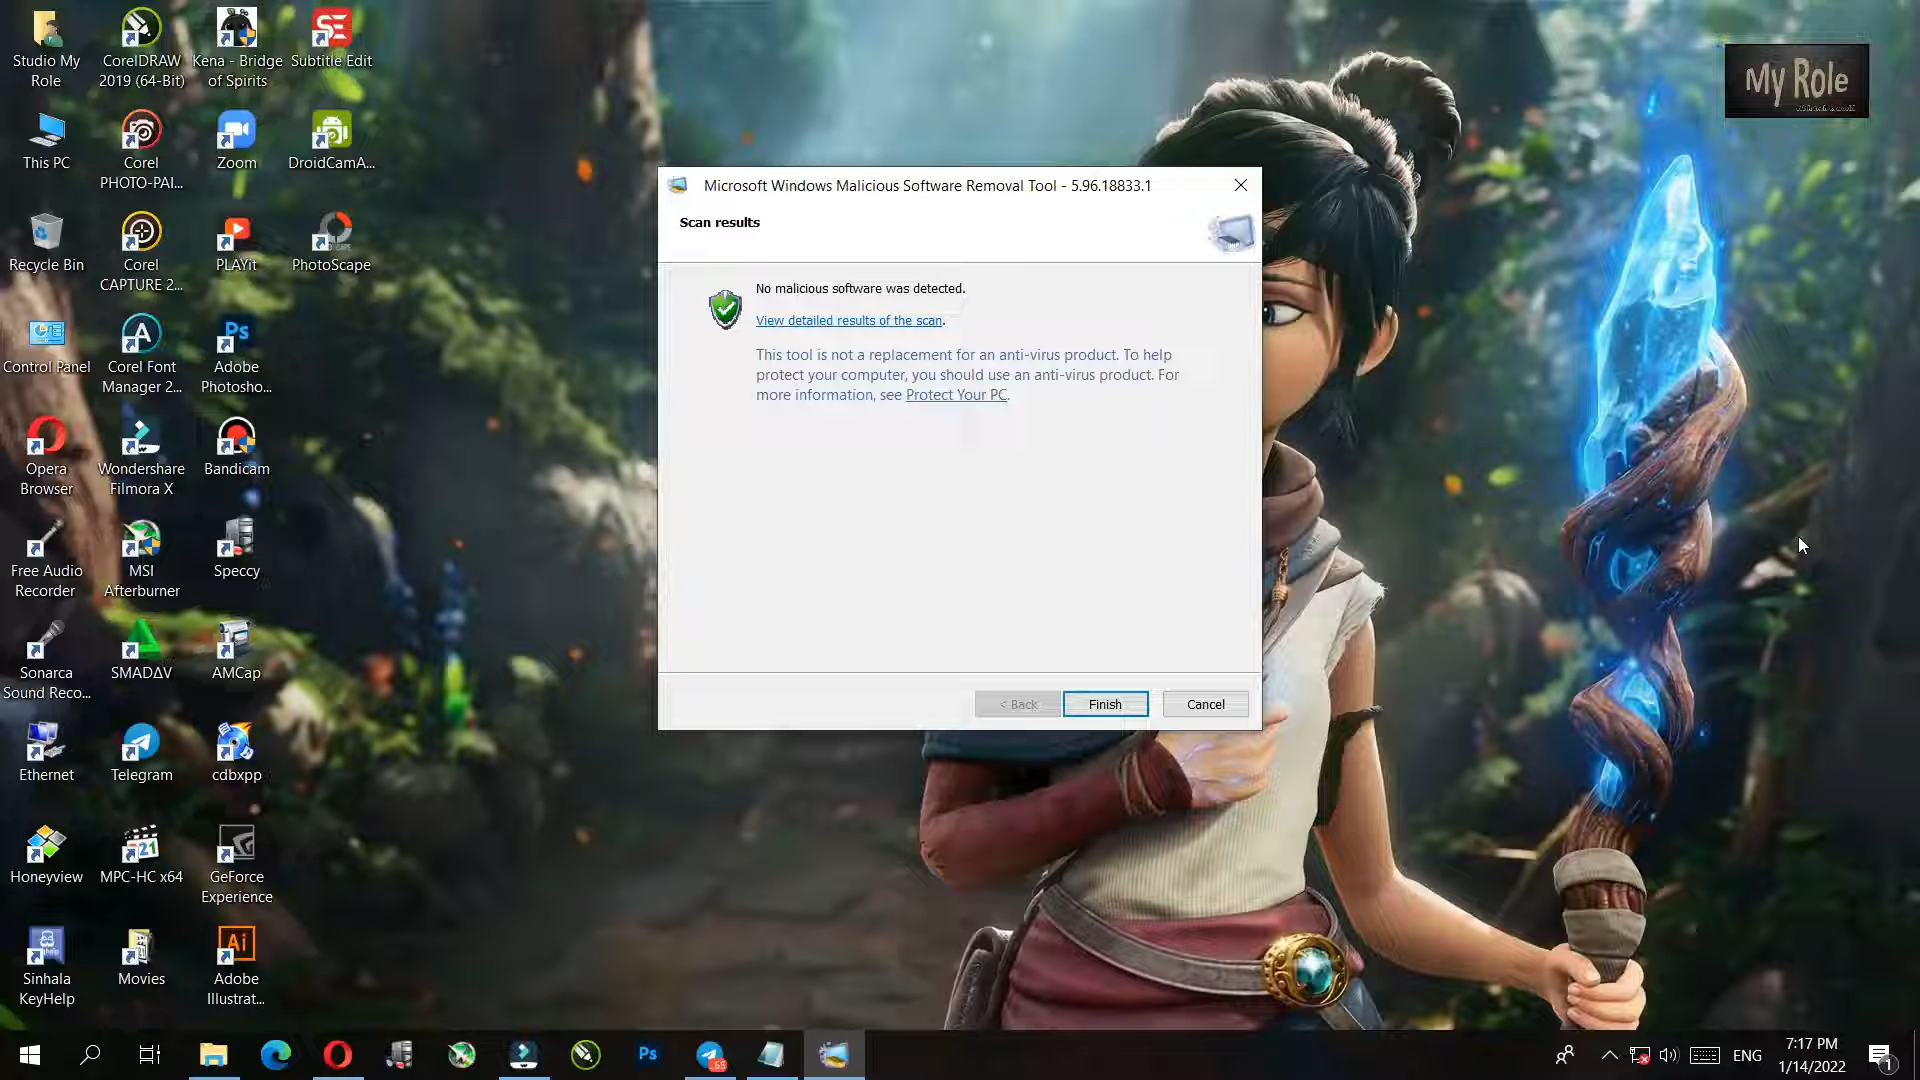 Studio My
Role
CorelDRAW
2019 (64-Bit)
Kena - Bridge
of Spirits
Subtitle Edit
This PC
Corel
PHOTO-PAI...
Zoom
DroidCamA...
Recycle Bin
Corel
CAPTURE 2...
PLAYit
PhotoScape
Control Panel
Corel Font
Manager 2...
Adobe
Photosho...
Opera
Browser
Wondershare
Filmora X
Bandicam
Free Audio
Recorder
MSI
Afterburner
Speccy
Sonarca
Sound Reco...
SMADΔV
AMCap
Ethernet
Telegram
cdbxpp
Honeyview
MPC-HC x64
GeForce
Experience
Sinhala
KeyHelp
Movies
Adobe
Illustrat...
My Role
Microsoft Windows Malicious Software Removal Tool - 5.96.18833.1
Scan results
No malicious software was detected.
View detailed results of the scan.
This tool is not a replacement for an anti-virus product. To help
protect your computer, you should use an anti-virus product. For
more information, see Protect Your PC.
< Back
Finish
Cancel
ENG
7:17 PM
1/14/2022
1